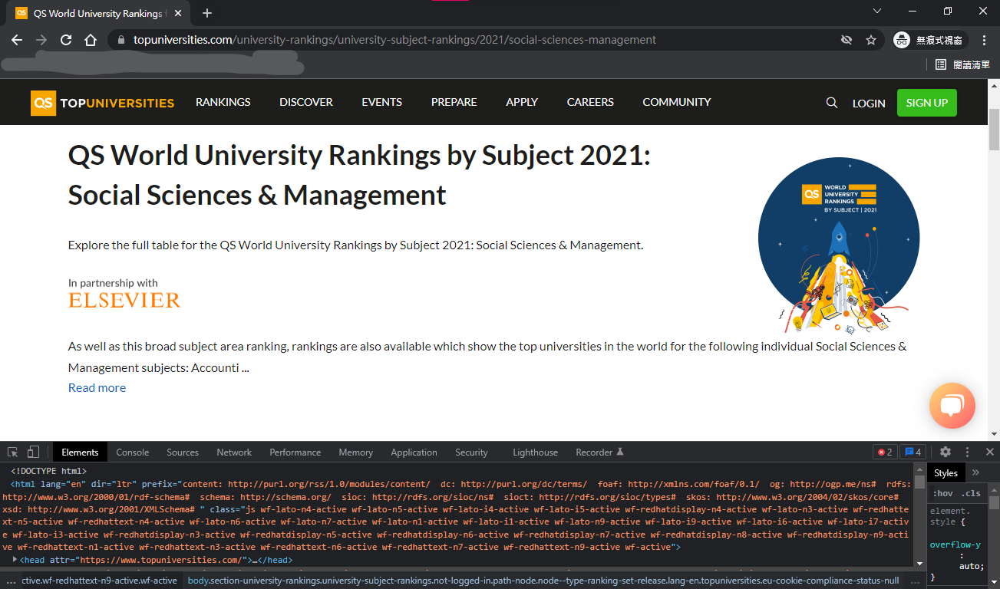 QS World University Rankings f
topuniversities.com/university-rankings/university-subject-rankings/2021/social-sciences-management
無痕式視窗
閱讀清單
QS TOPUNIVERSITIES RANKINGS DISCOVER EVENTS PREPARE APPLY CAREERS COMMUNITY LOGIN SIGN UP
QS World University Rankings by Subject 2021:
Social Sciences & Management
QS WORLD
UNIVERSITY
RANKINGS
BY SUBJECT | 2021
Explore the full table for the QS World University Rankings by Subject 2021: Social Sciences & Management.
In partnership with
ELSEVIER
As well as this broad subject area ranking, rankings are also available which show the top universities in the world for the following individual Social Sciences &
Management subjects: Accounti ...
Read more
Elements Console Sources Network Performance Memory Application Security Lighthouse Recorder 2 4
<!DOCTYPE html>
<html lang="en" dir="ltr" prefix="content: http://purl.org/rss/1.0/modules/content/  dc: http://purl.org/dc/terms/  foaf: http://xmlns.com/foaf/0.1/  og: http://ogp.me/ns#  rdfs:
http://www.w3.org/2000/01/rdf-schema#  schema: http://schema.org/  sioc: http://rdfs.org/sioc/ns#  sioct: http://rdfs.org/sioc/types#  skos: http://www.w3.org/2004/02/skos/core#
xsd: http://www.w3.org/2001/XMLSchema# " class="js wf-lato-n4-active wf-lato-n5-active wf-lato-i4-active wf-lato-i5-active wf-redhatdisplay-n4-active wf-lato-n3-active wf-redhatte
xt-n5-active wf-redhattext-n4-active wf-lato-n6-active wf-lato-n7-active wf-lato-n1-active wf-lato-i1-active wf-lato-n9-active wf-lato-i9-active wf-lato-i6-active wf-lato-i7-activ
e wf-lato-i3-active wf-redhatdisplay-n3-active wf-redhatdisplay-n5-active wf-redhatdisplay-n6-active wf-redhatdisplay-n7-active wf-redhatdisplay-n8-active wf-redhatdisplay-n9-acti
ve wf-redhattext-n1-active wf-redhattext-n3-active wf-redhattext-n6-active wf-redhattext-n7-active wf-redhattext-n9-active wf-active">
<head attr="https://www.topuniversities.com/">…</head>
... ctive.wf-redhattext-n9-active.wf-active body.section-university-rankings.university-subject-rankings.not-logged-in.path-node.node--type-ranking-set-release.lang-en.topuniversities.eu-cookie-compliance-status-null ...
Styles »
:hov .cls
element.
style {
overflow-y
:
auto;
}